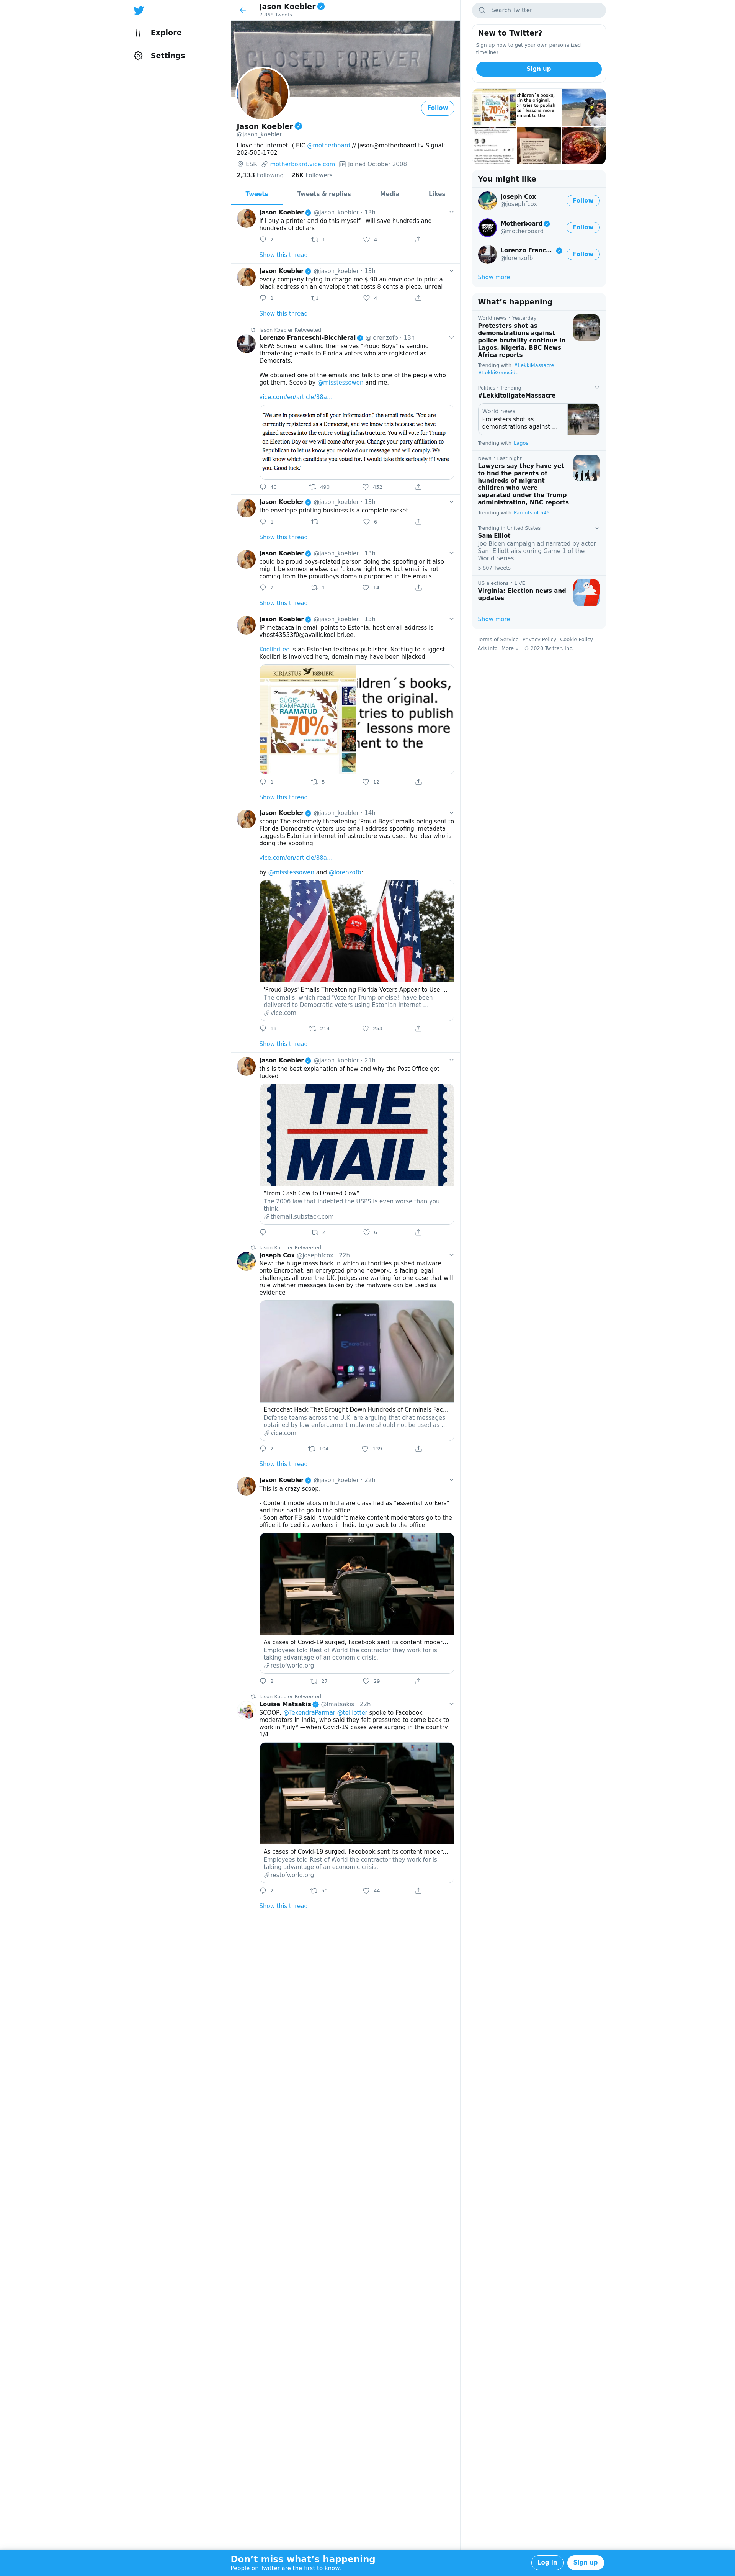 Jason Koebler
7,968 Tweets
Explore
Settings
CLOSED FOREVER
Follow
Jason Koebler
@jason_koebler
I love the internet :( EIC @motherboard // jason@motherboard.tv Signal:
202-505-1702
ESR motherboard.vice.com Joined October 2008
2,133 Following 26K Followers
Tweets Tweets & replies Media Likes
Jason Koebler @jason_koebler · 13h
if i buy a printer and do this myself I will save hundreds and
hundreds of dollars
2 1 4
Show this thread
Jason Koebler @jason_koebler · 13h
every company trying to charge me $.90 an envelope to print a
black address on an envelope that costs 8 cents a piece. unreal
1 4
Show this thread
Jason Koebler Retweeted
Lorenzo Franceschi-Bicchierai @lorenzofb · 13h
NEW: Someone calling themselves "Proud Boys" is sending
threatening emails to Florida voters who are registered as
Democrats.
We obtained one of the emails and talk to one of the people who
got them. Scoop by @misstessowen and me.
vice.com/en/article/88a…
"We are in possession of all your information," the email reads. "You are
currently registered as a Democrat, and we know this because we have
gained access into the entire voting infrastructure. You will vote for Trump
on Election Day or we will come after you. Change your party affiliation to
Republican to let us know you received our message and will comply. We
will know which candidate you voted for. I would take this seriously if I were
you. Good luck."
40 490 452
Jason Koebler @jason_koebler · 13h
the envelope printing business is a complete racket
1 6
Show this thread
Jason Koebler @jason_koebler · 13h
could be proud boys-related person doing the spoofing or it also
might be someone else. can't know right now. but email is not
coming from the proudboys domain purported in the emails
2 1 14
Show this thread
Jason Koebler @jason_koebler · 13h
IP metadata in email points to Estonia, host email address is
vhost43553f0@avalik.koolibri.ee.
Koolibri.ee is an Estonian textbook publisher. Nothing to suggest
Koolibri is involved here, domain may have been hijacked
KIRJASTUS KOOLIBRI
SÜGIS-
KAMPAANIA
RAAMATUD
70%
ldren´s books,
the original.
tries to publish
´ lessons more
nent to the
1 5 12
Show this thread
Jason Koebler @jason_koebler · 14h
scoop: The extremely threatening 'Proud Boys' emails being sent to
Florida Democratic voters use email address spoofing; metadata
suggests Estonian internet infrastructure was used. No idea who is
doing the spoofing
vice.com/en/article/88a…
by @misstessowen and @lorenzofb:
'Proud Boys' Emails Threatening Florida Voters Appear to Use ...
The emails, which read 'Vote for Trump or else!' have been
delivered to Democratic voters using Estonian internet ...
vice.com
13 214 253
Show this thread
Jason Koebler @jason_koebler · 21h
this is the best explanation of how and why the Post Office got
fucked
THE
MAIL
"From Cash Cow to Drained Cow"
The 2006 law that indebted the USPS is even worse than you
think.
themail.substack.com
2 6
Jason Koebler Retweeted
Joseph Cox @josephfcox · 22h
New: the huge mass hack in which authorities pushed malware
onto Encrochat, an encrypted phone network, is facing legal
challenges all over the UK. Judges are waiting for one case that will
rule whether messages taken by the malware can be used as
evidence
Encrochat Hack That Brought Down Hundreds of Criminals Fac...
Defense teams across the U.K. are arguing that chat messages
obtained by law enforcement malware should not be used as ...
vice.com
2 104 139
Show this thread
Jason Koebler @jason_koebler · 22h
This is a crazy scoop:
- Content moderators in India are classified as "essential workers"
and thus had to go to the office
- Soon after FB said it wouldn't make content moderators go to the
office it forced its workers in India to go back to the office
As cases of Covid-19 surged, Facebook sent its content moder...
Employees told Rest of World the contractor they work for is
taking advantage of an economic crisis.
restofworld.org
2 27 29
Jason Koebler Retweeted
Louise Matsakis @lmatsakis · 22h
SCOOP: @TekendraParmar @telliotter spoke to Facebook
moderators in India, who said they felt pressured to come back to
work in *July* —when Covid-19 cases were surging in the country
1/4
As cases of Covid-19 surged, Facebook sent its content moder...
Employees told Rest of World the contractor they work for is
taking advantage of an economic crisis.
restofworld.org
2 50 44
Show this thread
Search Twitter
New to Twitter?
Sign up now to get your own personalized
timeline!
Sign up
children´s books,
in the original.
tries to publish
ts´ lessons more
nment to the
70%
You might like
Joseph Cox
@josephfcox
Follow
Motherboard
@motherboard
Follow
Lorenzo Franc...
@lorenzofb
Follow
Show more
What's happening
World news · Yesterday
Protesters shot as
demonstrations against
police brutality continue in
Lagos, Nigeria, BBC News
Africa reports
Trending with #LekkiMassacre,
#LekkiGenocide
Politics · Trending
#LekkitollgateMassacre
World news
Protesters shot as
demonstrations against ...
Trending with Lagos
News · Last night
Lawyers say they have yet
to find the parents of
hundreds of migrant
children who were
separated under the Trump
administration, NBC reports
Trending with Parents of 545
Trending in United States
Sam Elliot
Joe Biden campaign ad narrated by actor
Sam Elliott airs during Game 1 of the
World Series
5,807 Tweets
US elections · LIVE
Virginia: Election news and
updates
Show more
Terms of Service Privacy Policy Cookie Policy
Ads info More © 2020 Twitter, Inc.
Don't miss what's happening
People on Twitter are the first to know.
Log in Sign up